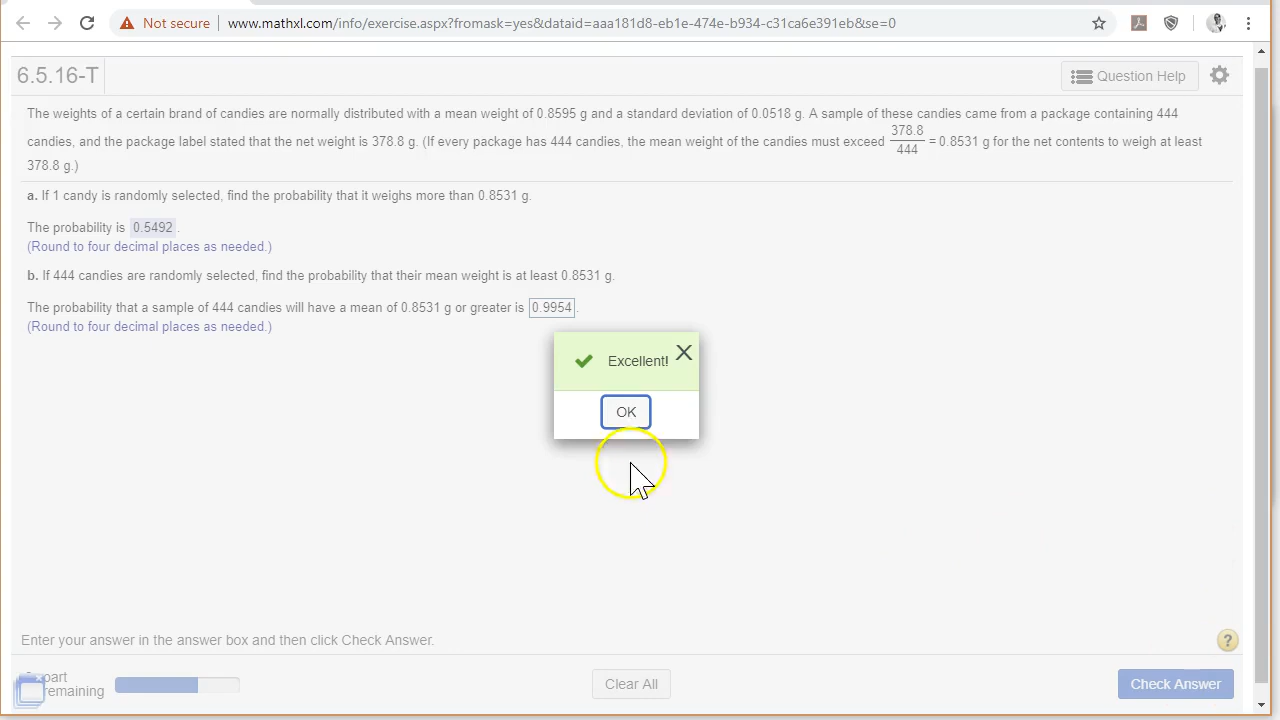 Not secure www.mathxl.com/info/exercise.aspx?fromask=yes&dataid=aaa181d8-eb1e-474e-b934-c31ca6e391eb&se=0
6.5.16-T
Question Help
The weights of a certain brand of candies are normally distributed with a mean weight of 0.8595 g and a standard deviation of 0.0518 g. A sample of these candies came from a package containing 444
candies, and the package label stated that the net weight is 378.8 g. (If every package has 444 candies, the mean weight of the candies must exceed 378.8/444 = 0.8531 g for the net contents to weigh at least
378.8 g.)
a. If 1 candy is randomly selected, find the probability that it weighs more than 0.8531 g.
The probability is 0.5492.
(Round to four decimal places as needed.)
b. If 444 candies are randomly selected, find the probability that their mean weight is at least 0.8531 g.
The probability that a sample of 444 candies will have a mean of 0.8531 g or greater is 0.9954.
(Round to four decimal places as needed.)
Excellent!
OK
Enter your answer in the answer box and then click Check Answer.
?
part
remaining
Clear All
Check Answer